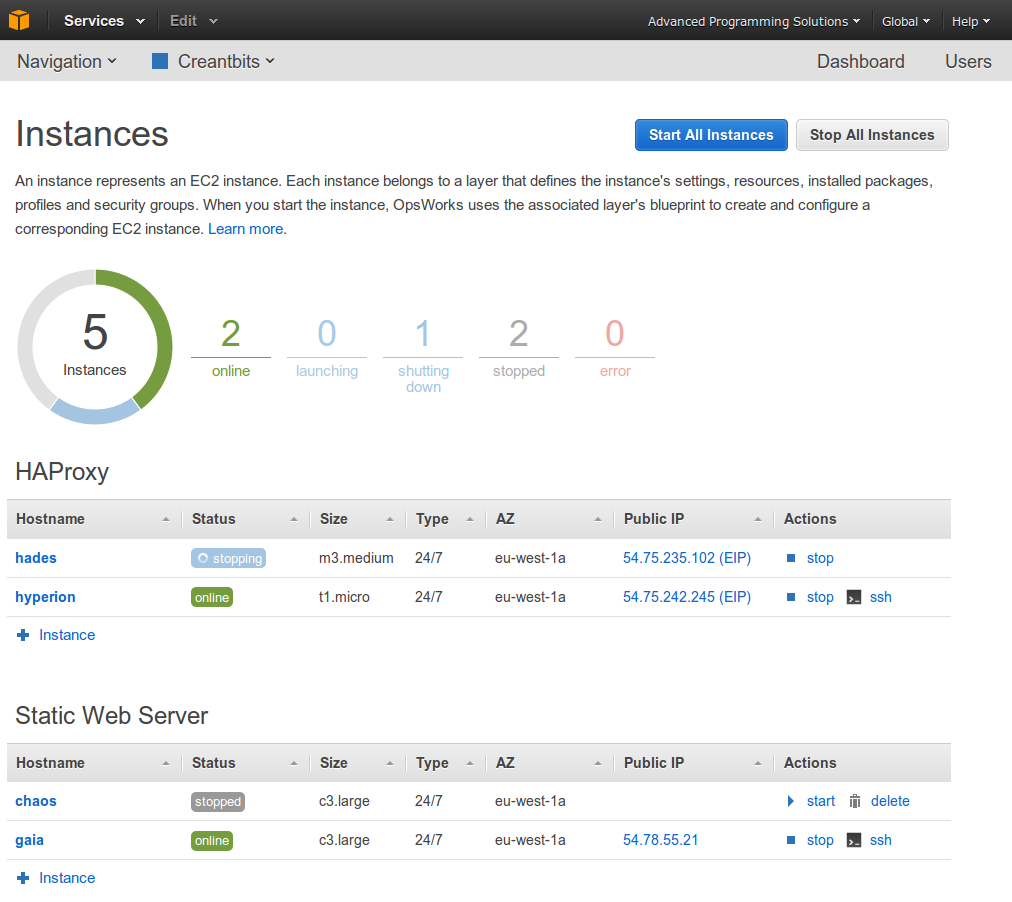 Services Edit Advanced Programming Solutions Global Help
Navigation Creantbits Dashboard Users
Instances Start All Instances Stop All Instances
An instance represents an EC2 instance. Each instance belongs to a layer that defines the instance's settings, resources, installed packages,
profiles and security groups. When you start the instance, OpsWorks uses the associated layer's blueprint to create and configure a
corresponding EC2 instance. Learn more.
5
Instances
2
online
0
launching
1
shutting
down
2
stopped
0
error
HAProxy
Hostname Status Size Type AZ Public IP Actions
hades stopping m3.medium 24/7 eu-west-1a 54.75.235.102 (EIP) stop
hyperion online t1.micro 24/7 eu-west-1a 54.75.242.245 (EIP) stop ssh
Instance
Static Web Server
Hostname Status Size Type AZ Public IP Actions
chaos stopped c3.large 24/7 eu-west-1a start delete
gaia online c3.large 24/7 eu-west-1a 54.78.55.21 stop ssh
Instance